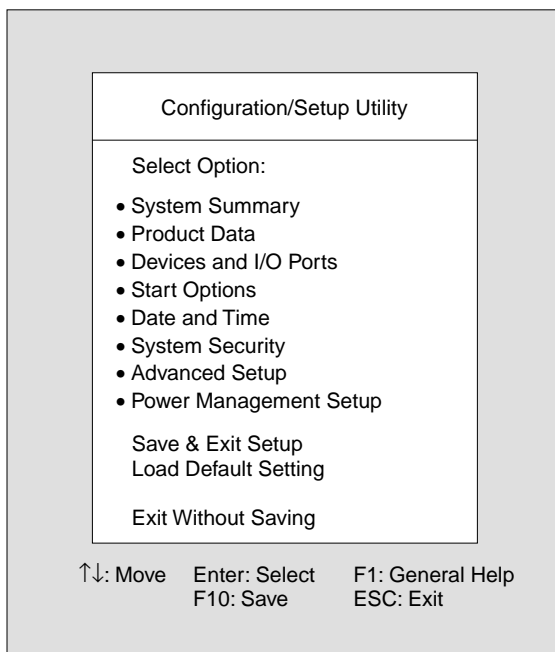 Configuration/Setup Utility
Select Option:
• System Summary
• Product Data
• Devices and I/O Ports
• Start Options
• Date and Time
• System Security
• Advanced Setup
• Power Management Setup
Save & Exit Setup
Load Default Setting
Exit Without Saving
↑↓: Move Enter: Select F1: General Help
F10: Save ESC: Exit